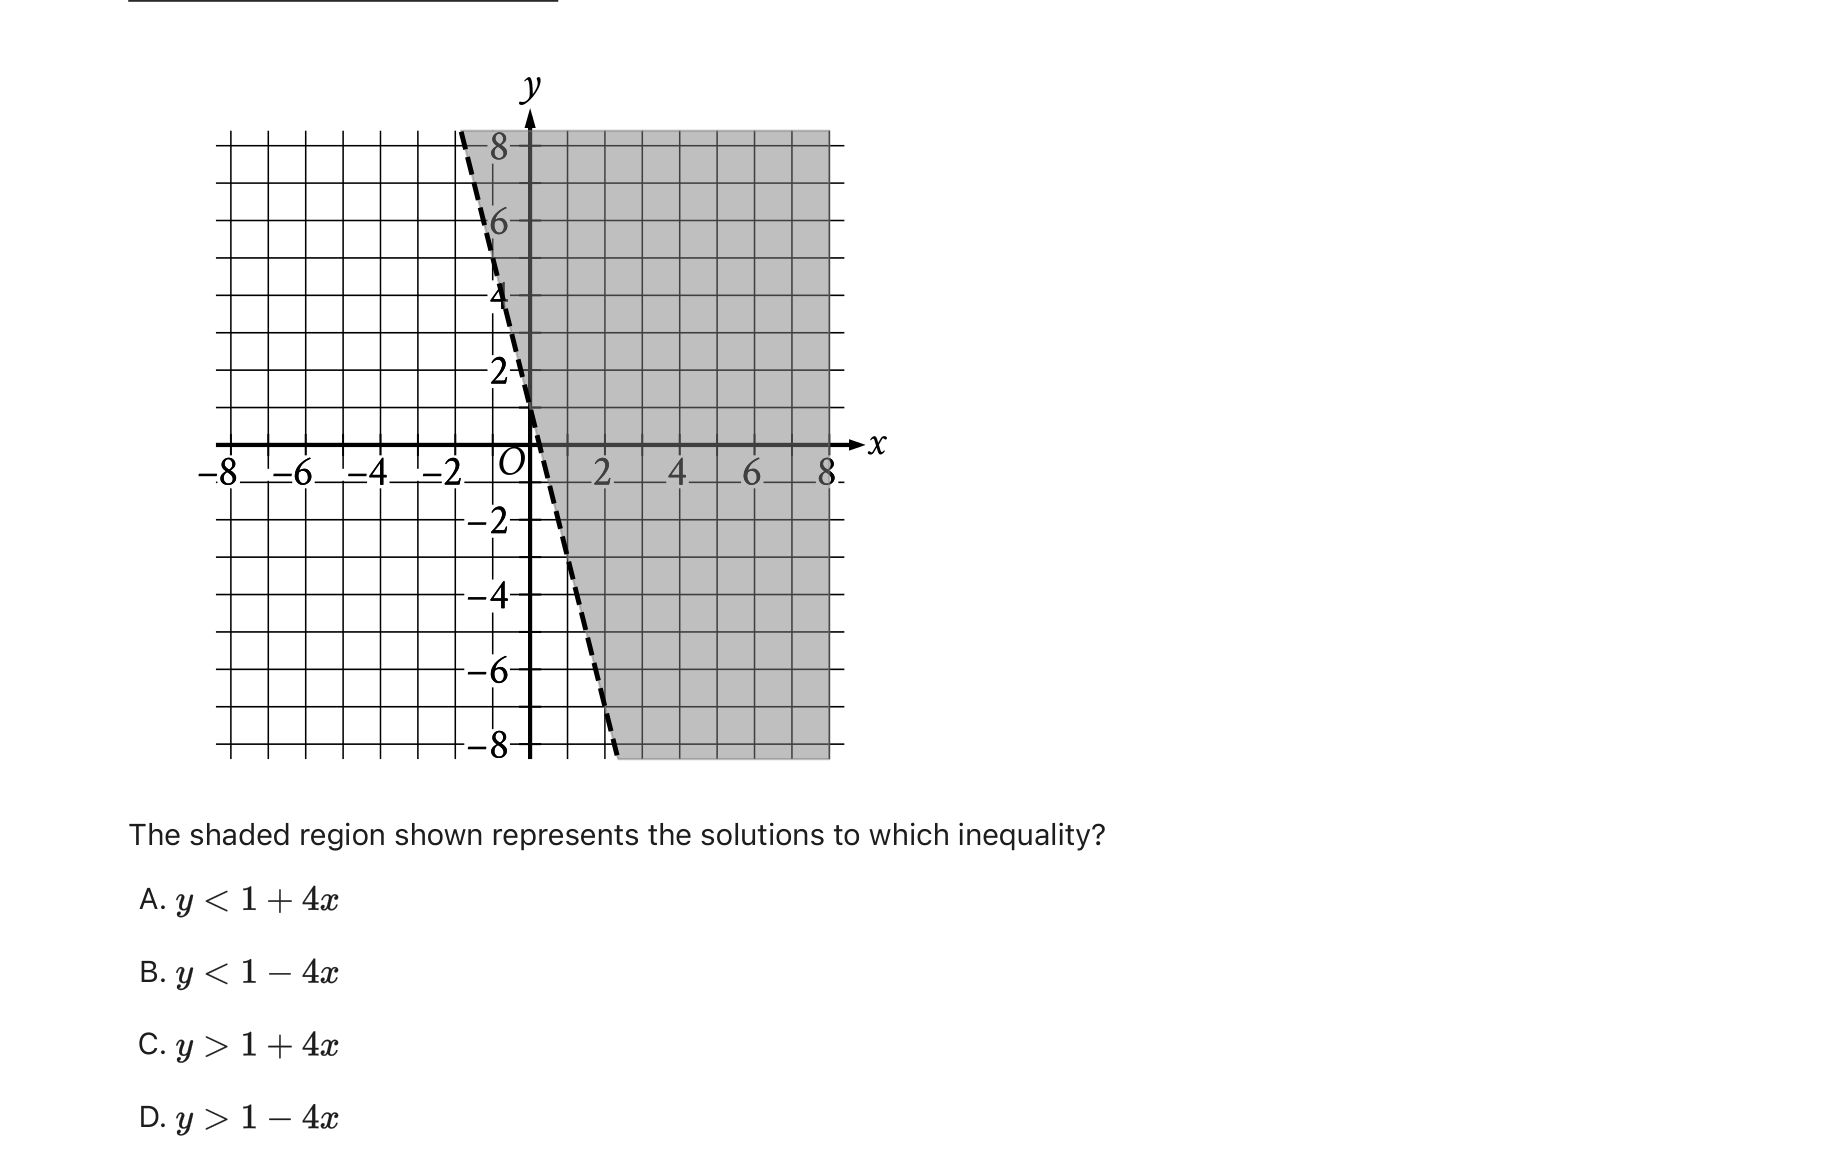 y
8
6
4
2
x
−8 −6 −4 −2 O 2 4 6 8
−2
−4
−6
−8
The shaded region shown represents the solutions to which inequality?
A. y < 1 + 4x
B. y < 1 − 4x
C. y > 1 + 4x
D. y > 1 − 4x